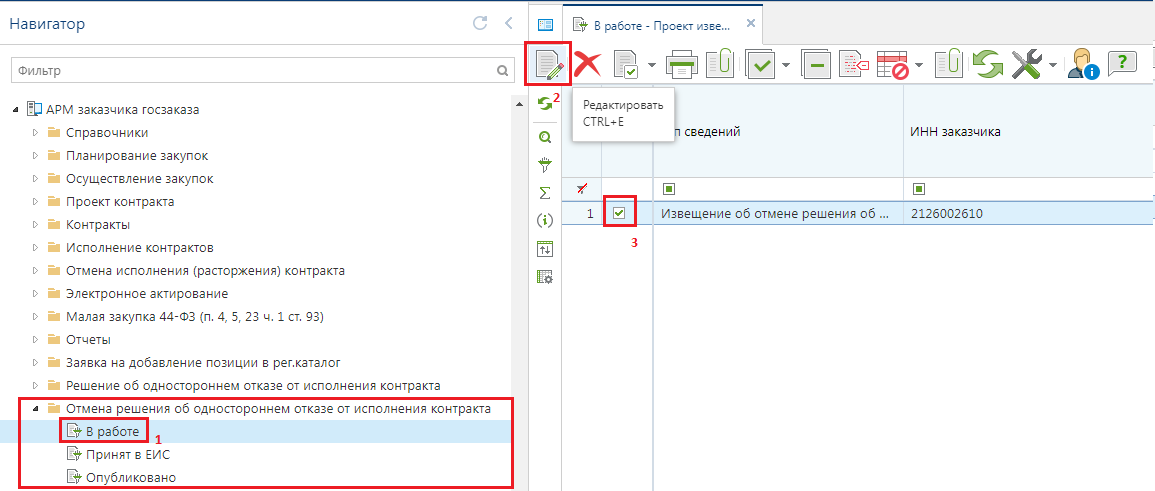 Навигатор
Фильтр
АРМ заказчика госзаказа
Справочники
Планирование закупок
Осуществление закупок
Проект контракта
Контракты
Исполнение контрактов
Отмена исполнения (расторжения) контракта
Электронное актирование
Малая закупка 44-ФЗ (п. 4, 5, 23 ч. 1 ст. 93)
Отчеты
Заявка на добавление позиции в рег.каталог
Решение об одностороннем отказе от исполнения контракта
Отмена решения об одностороннем отказе от исполнения контракта
В работе
1
Принят в ЕИС
Опубликовано
В работе - Проект изве...
2
Редактировать
CTRL+E
п сведений
ИНН заказчика
1
Извещение об отмене решения об ...
2126002610
3